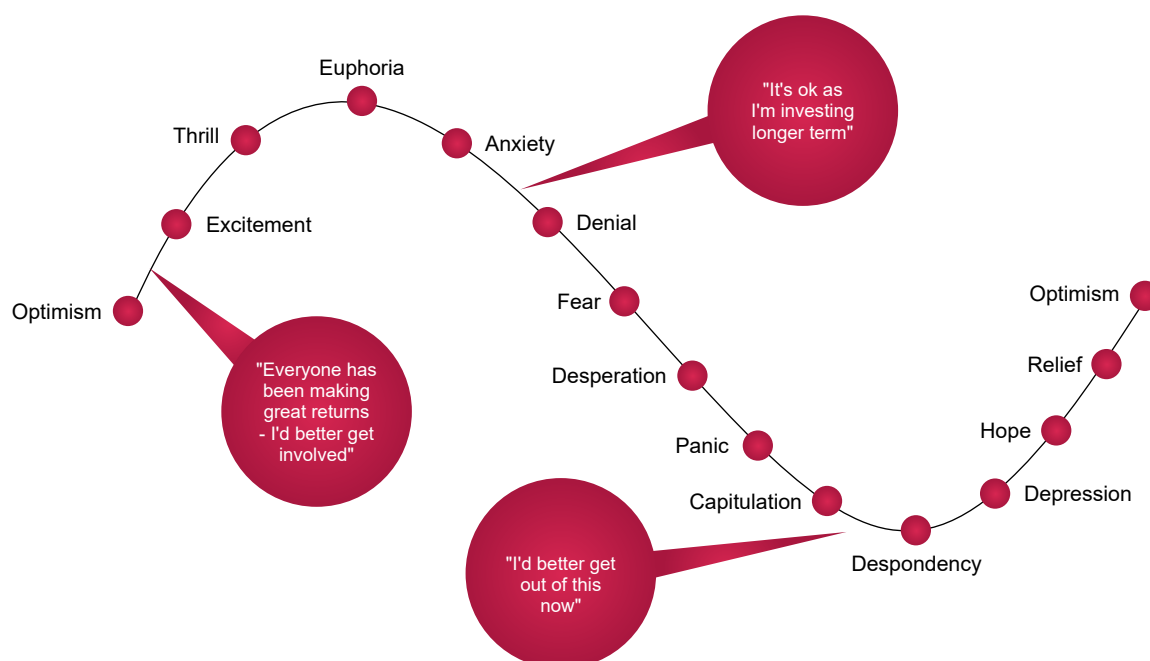 Euphoria
"It's ok as
I'm investing
longer term"
Thrill
Anxiety
Excitement
Denial
Optimism
Fear
Optimism
"Everyone has
been making
great returns
- I'd better get
involved"
Desperation
Relief
Panic
Hope
Capitulation
Depression
Despondency
"I'd better get
out of this
now"